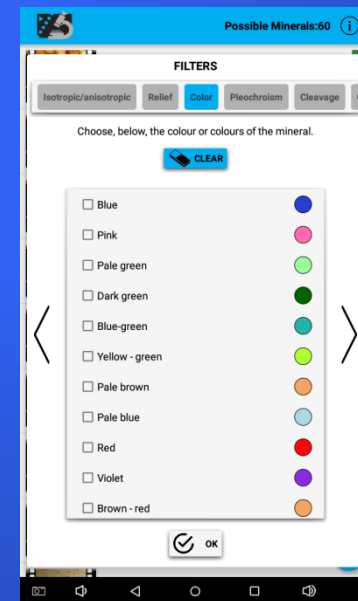 Possible Minerals:60
FILTERS
Isotropic/anisotropic Relief Color Pleochroism Cleavage
Choose, below, the colour or colours of the mineral.
CLEAR
Blue
Pink
Pale green
Dark green
Blue-green
Yellow - green
Pale brown
Pale blue
Red
Violet
Brown - red
OK